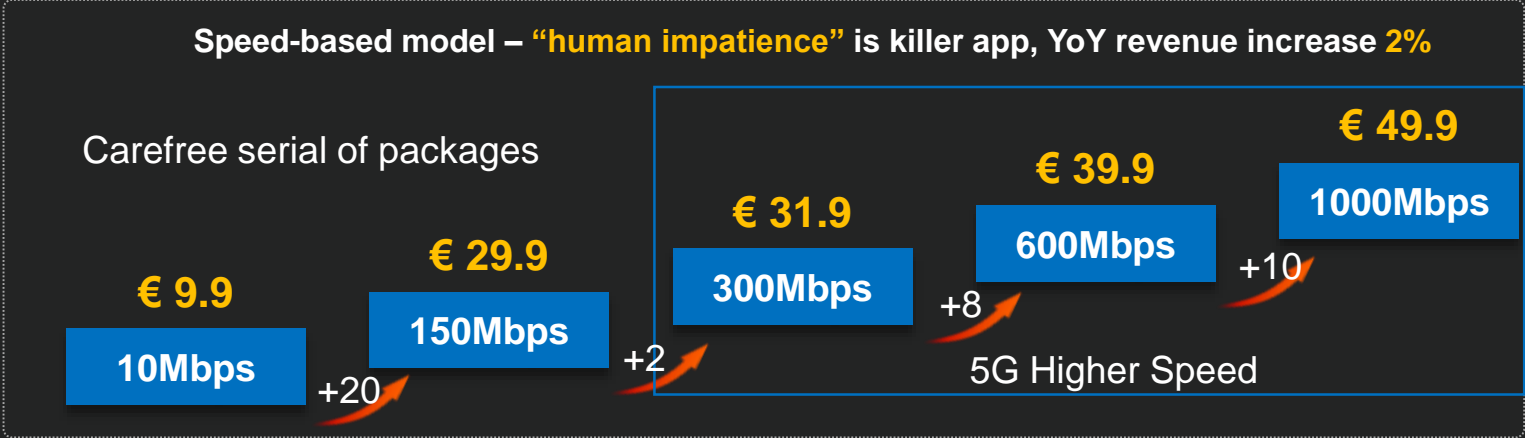 Speed-based model – “human impatience” is killer app, YoY revenue increase 2%
Carefree serial of packages
€ 9.9
10Mbps
+20
€ 29.9
150Mbps
+2
€ 31.9
300Mbps
+8
€ 39.9
600Mbps
+10
€ 49.9
1000Mbps
5G Higher Speed